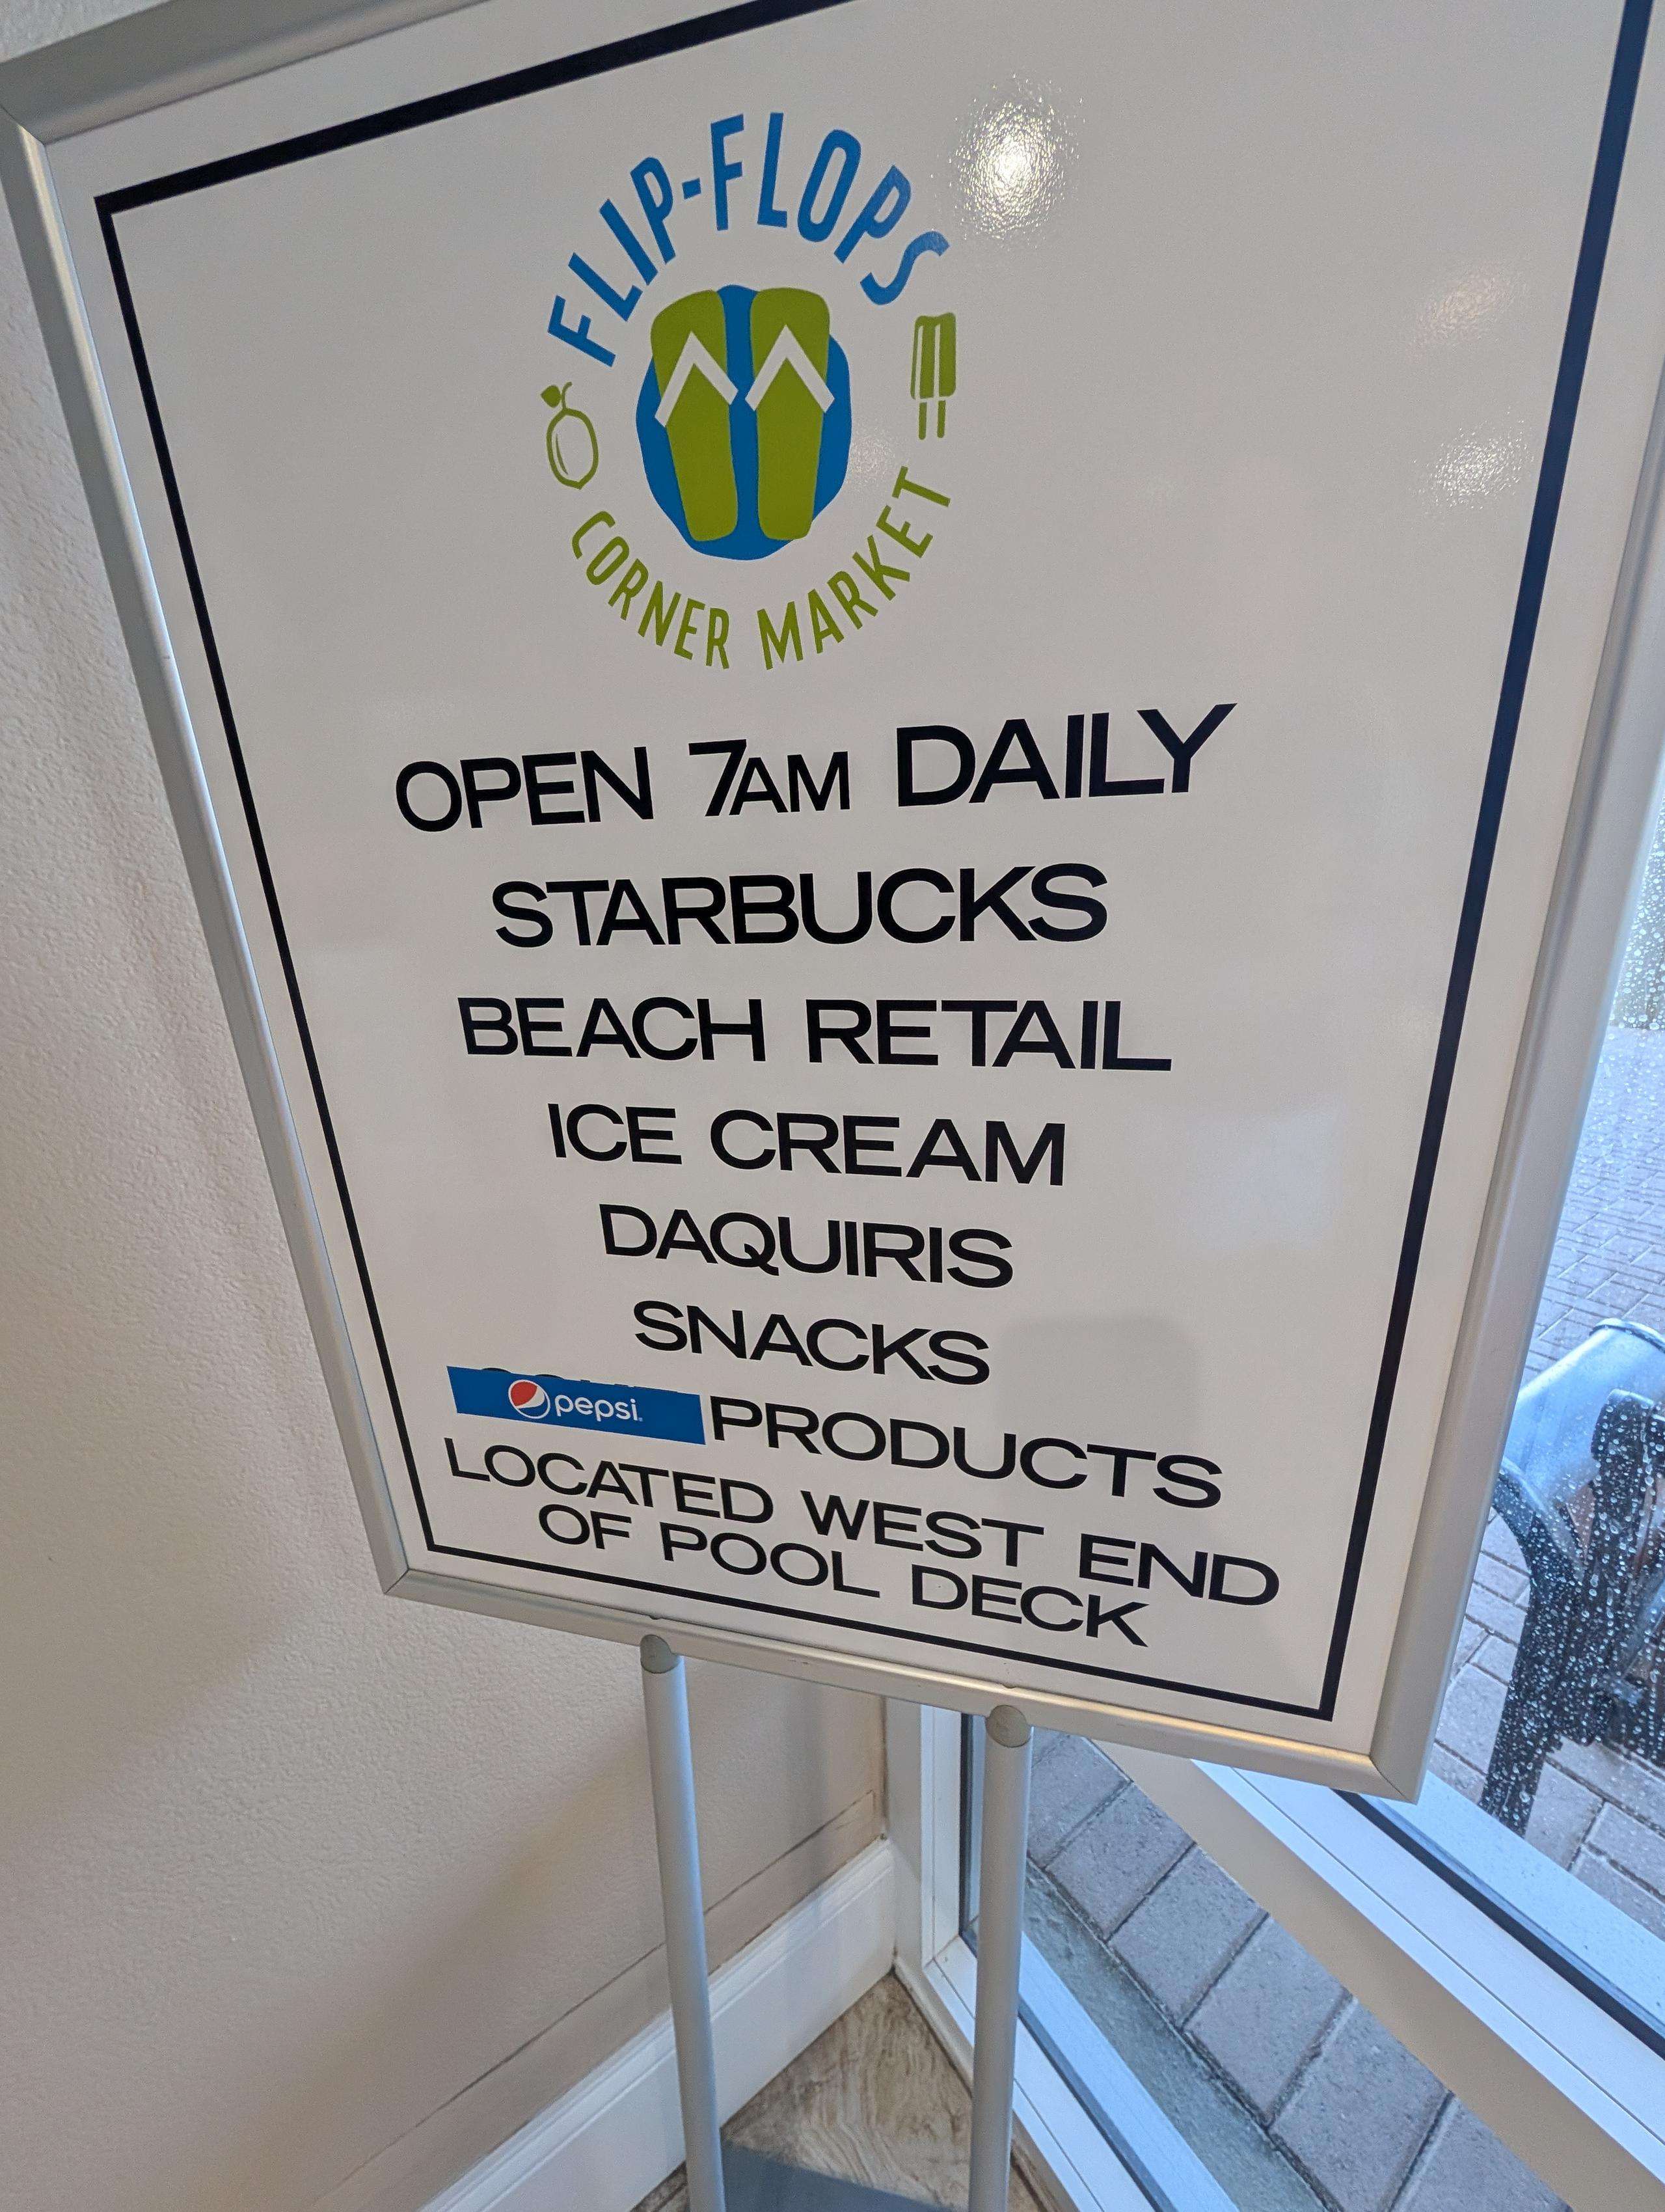 FLIP-FLOPS
CORNER MARKET
OPEN 7AM DAILY
STARBUCKS
BEACH RETAIL
ICE CREAM
DAQUIRIS
SNACKS
pepsi PRODUCTS
LOCATED WEST END
OF POOL DECK